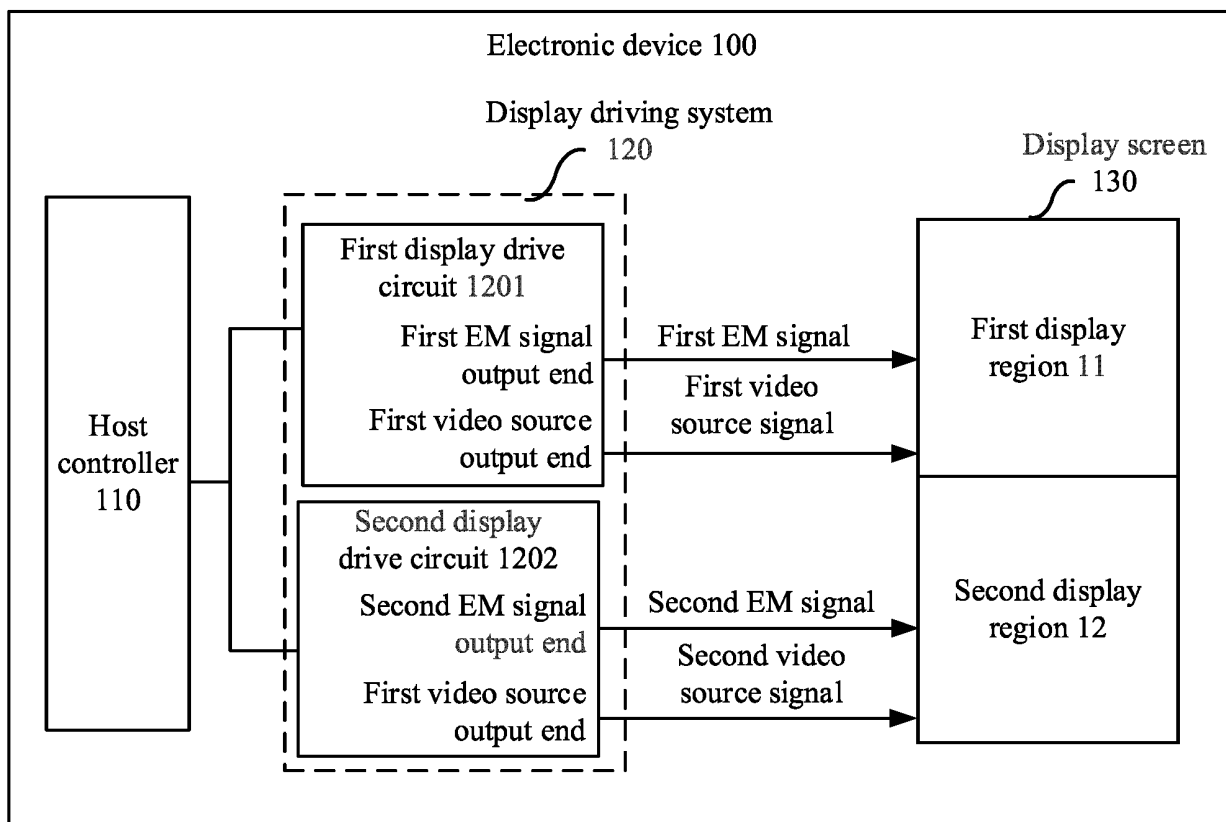 Electronic device 100
Display driving system
120
Display screen
130
Host
controller
110
First display drive
circuit 1201
First EM signal
output end
First video source
output end
Second display
drive circuit 1202
Second EM signal
output end
First video source
output end
First EM signal
First video
source signal
Second EM signal
Second video
source signal
First display
region 11
Second display
region 12